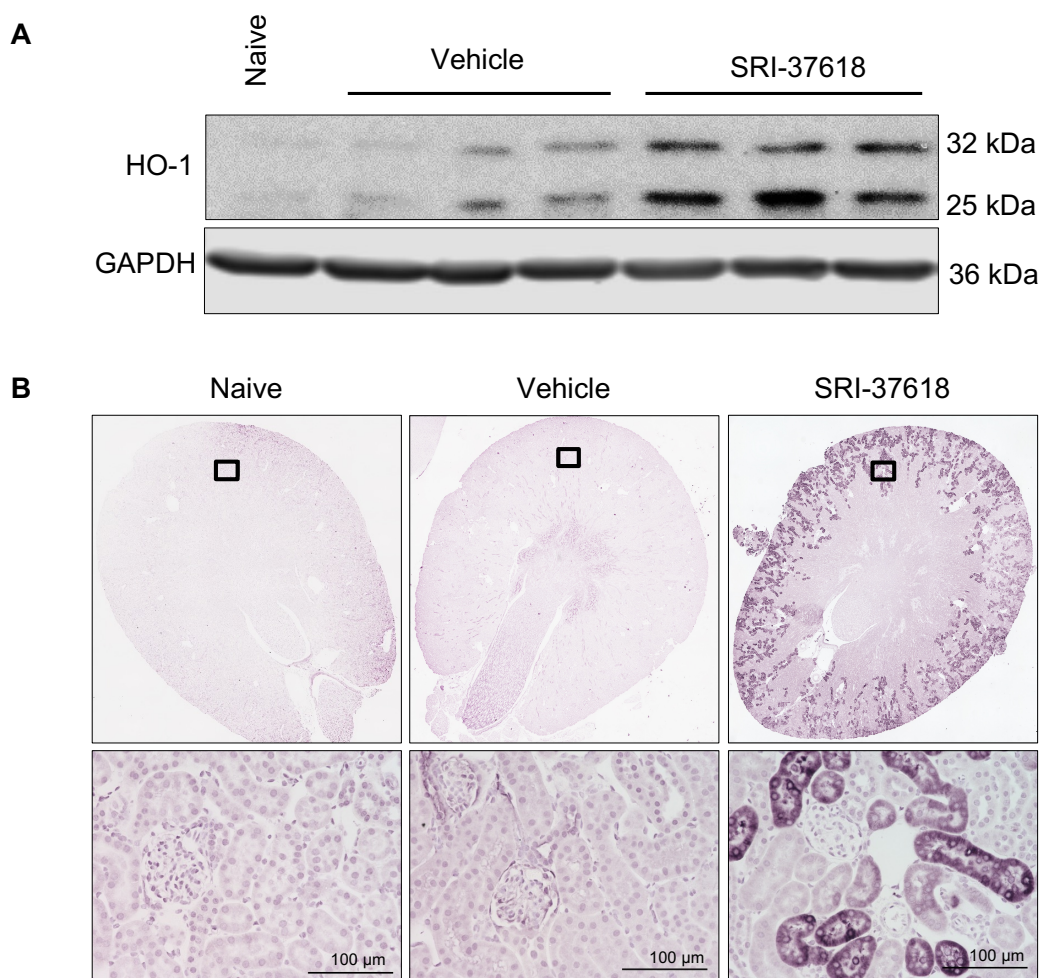 A
Naive
Vehicle
SRI-37618
HO-1
32 kDa
25 kDa
GAPDH
36 kDa
B
Naive
Vehicle
SRI-37618
100 µm
100 µm
100 µm